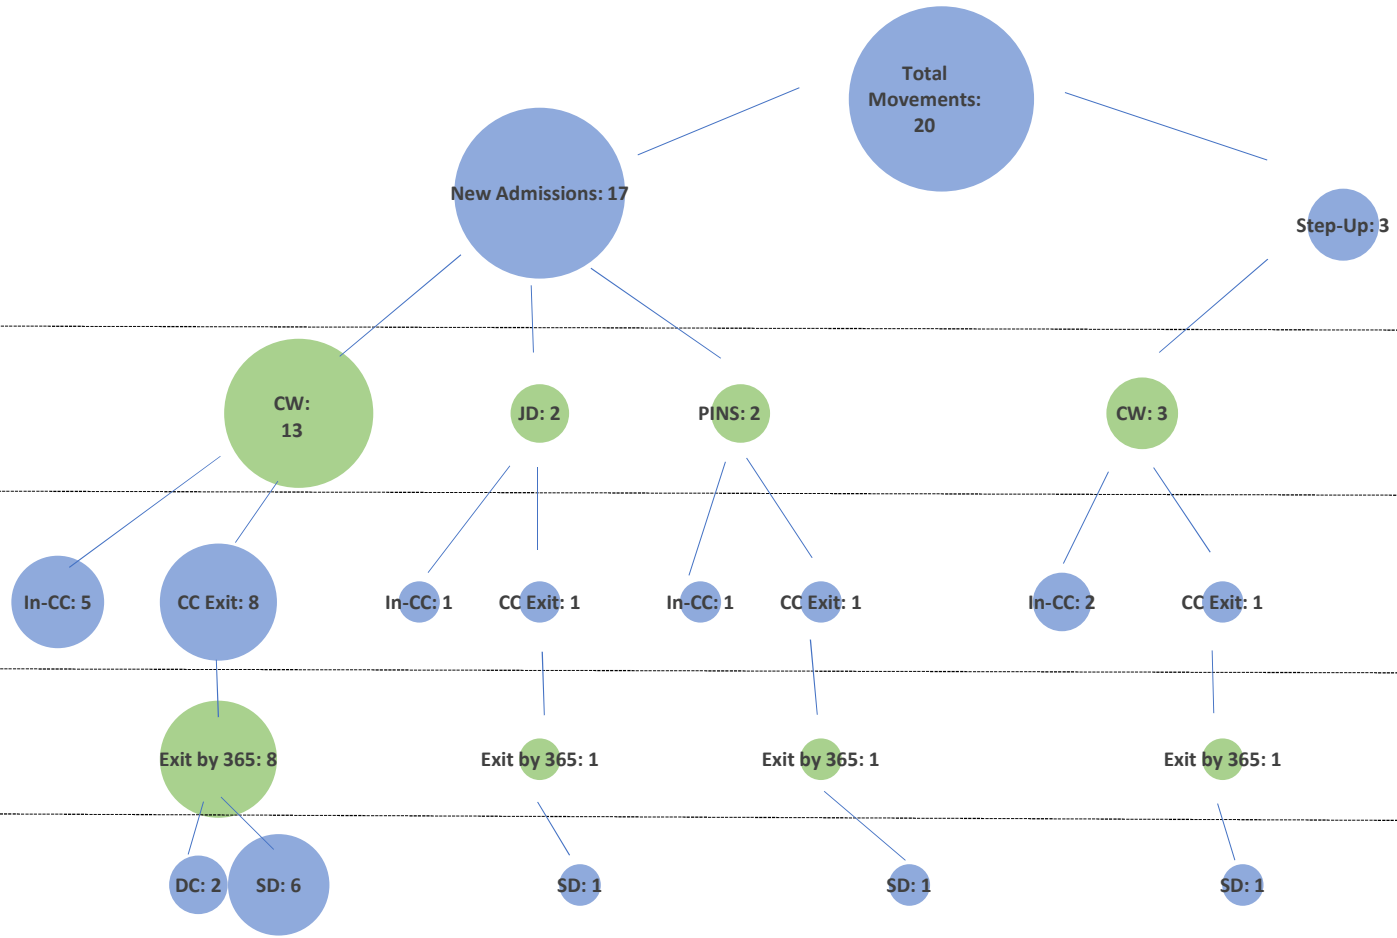 Total
Movements:
20
New Admissions: 17
Step-Up: 3
CW:
13
JD: 2
PINS: 2
CW: 3
In-CC: 5
CC Exit: 8
In-CC: 1
CC Exit: 1
In-CC: 1
CC Exit: 1
In-CC: 2
CC Exit: 1
Exit by 365: 8
Exit by 365: 1
Exit by 365: 1
Exit by 365: 1
DC: 2
SD: 6
SD: 1
SD: 1
SD: 1